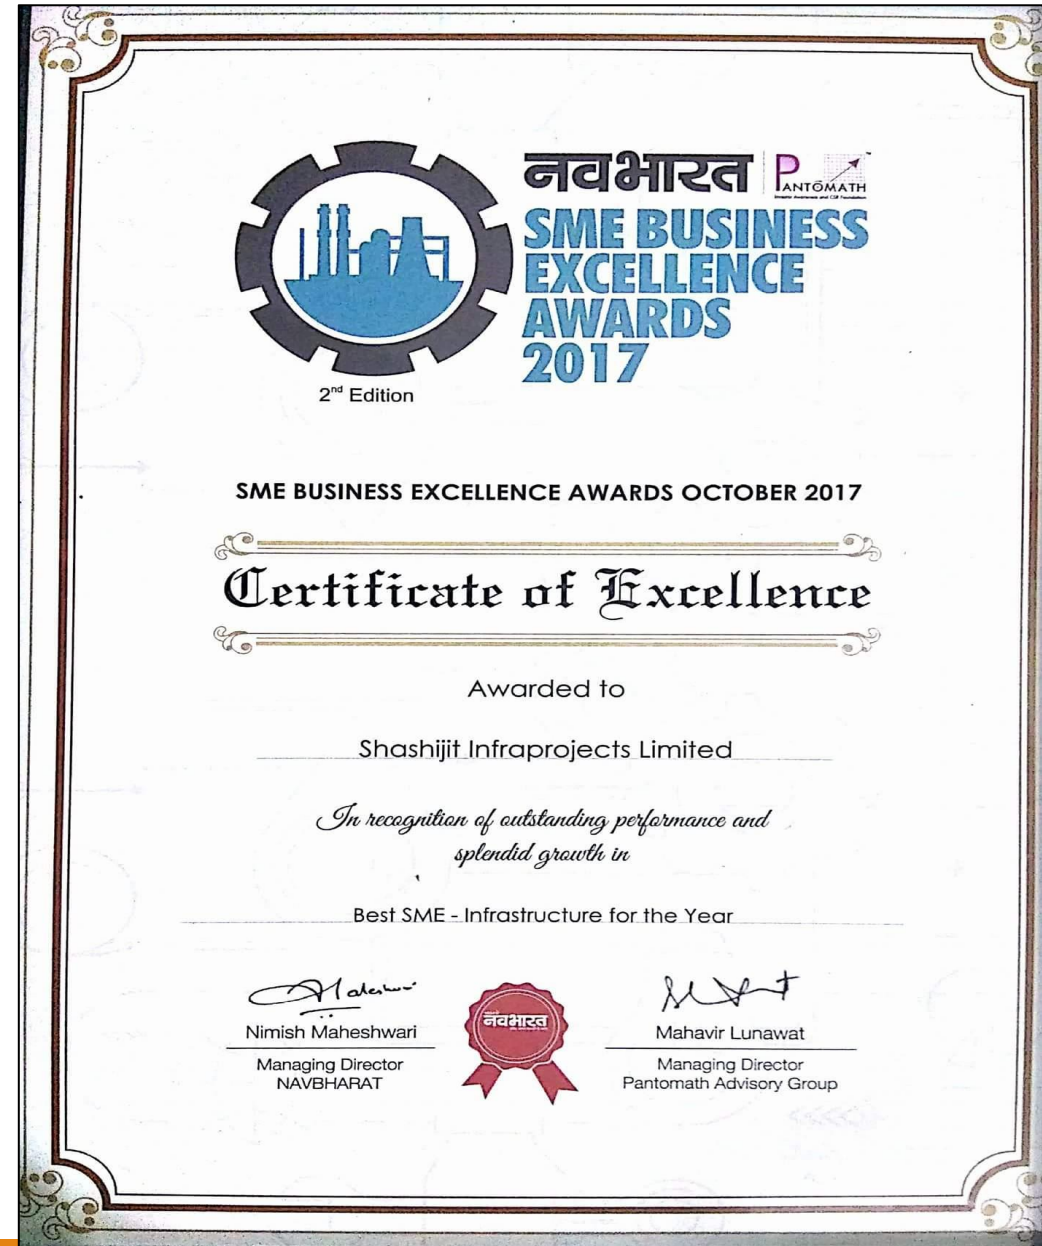 नवभारत
PANTOMATH
SME BUSINESS
EXCELLENCE
AWARDS
2017
2nd Edition
SME BUSINESS EXCELLENCE AWARDS OCTOBER 2017
Certificate of Excellence
Awarded to
Shashijit Infraprojects Limited
In recognition of outstanding performance and
splendid growth in
Best SME - Infrastructure for the Year
Nimish Maheshwari
Managing Director
NAVBHARAT
नवभारत
Mahavir Lunawat
Managing Director
Pantomath Advisory Group